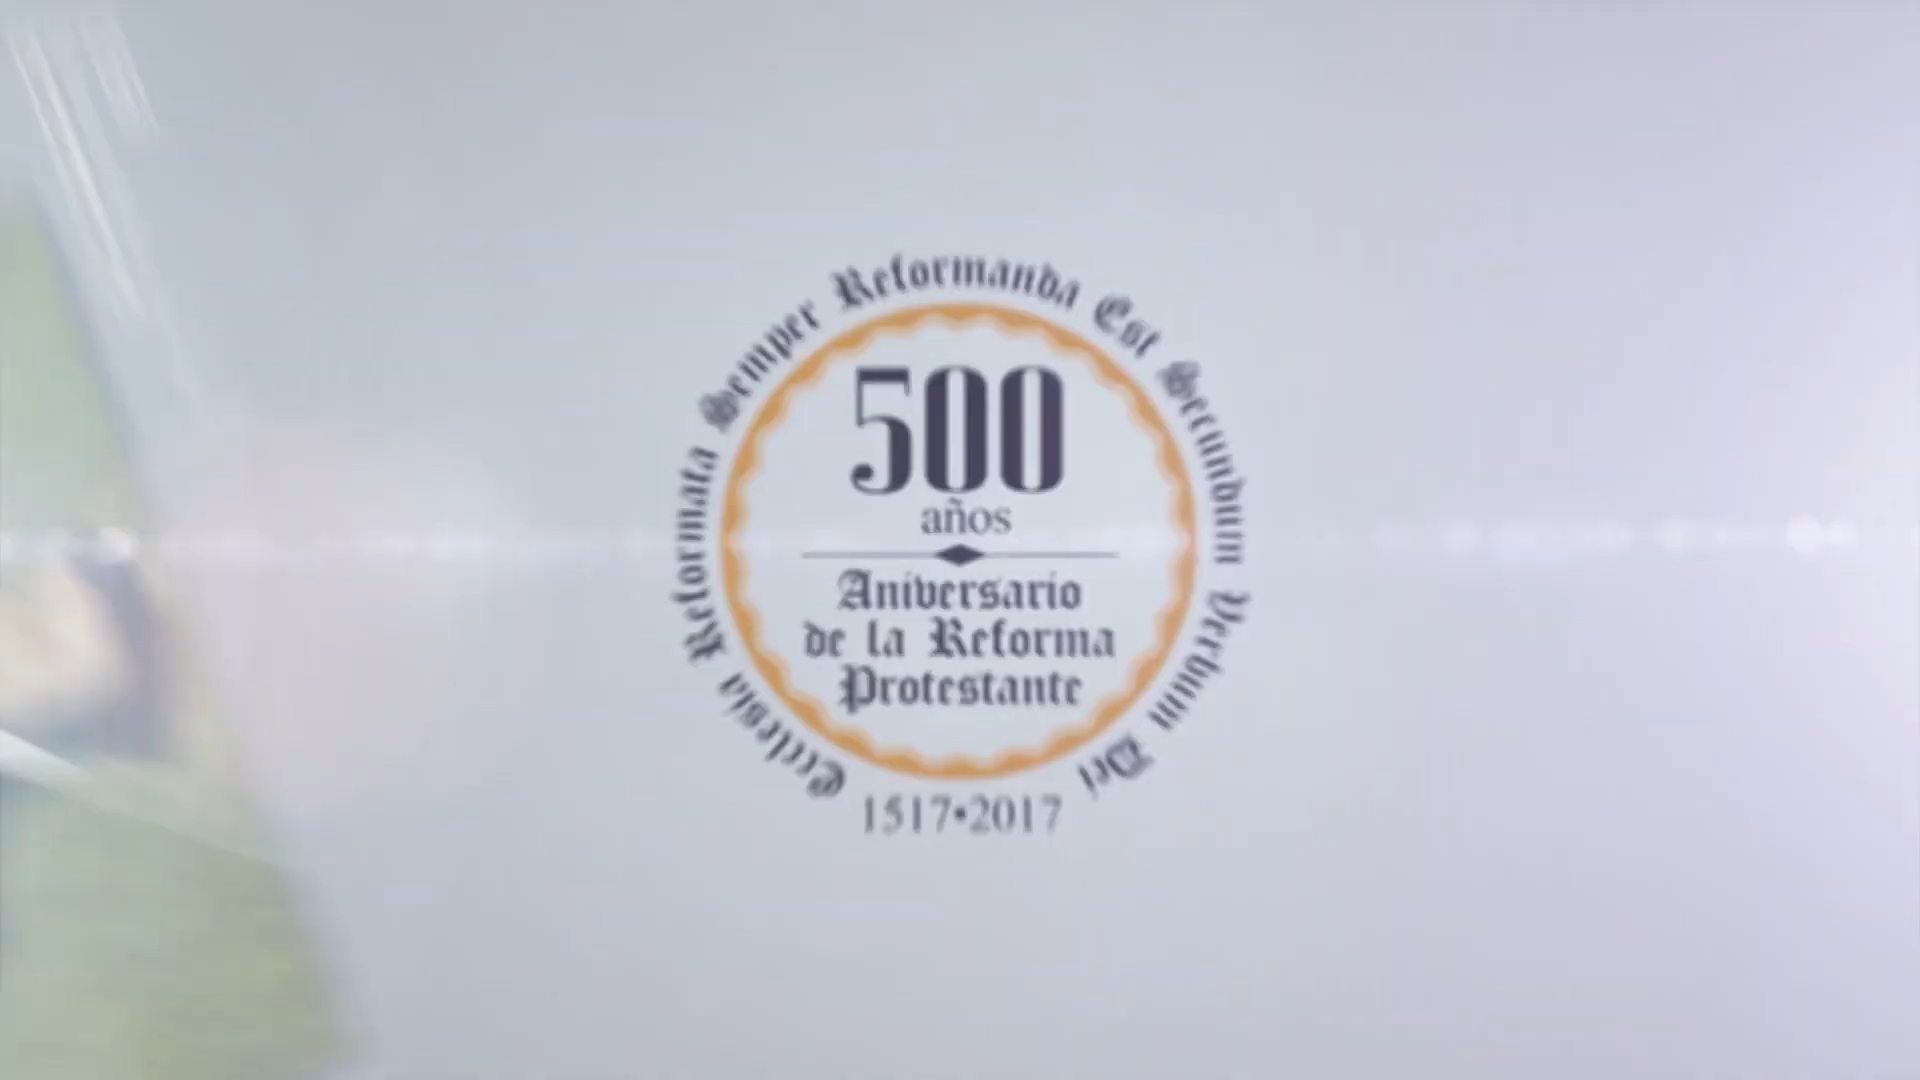 Ecclesia Reformata Semper Reformanda Est Secundum Verbum Dei
500
años
Aniversario
de la Reforma
Protestante
1517•2017